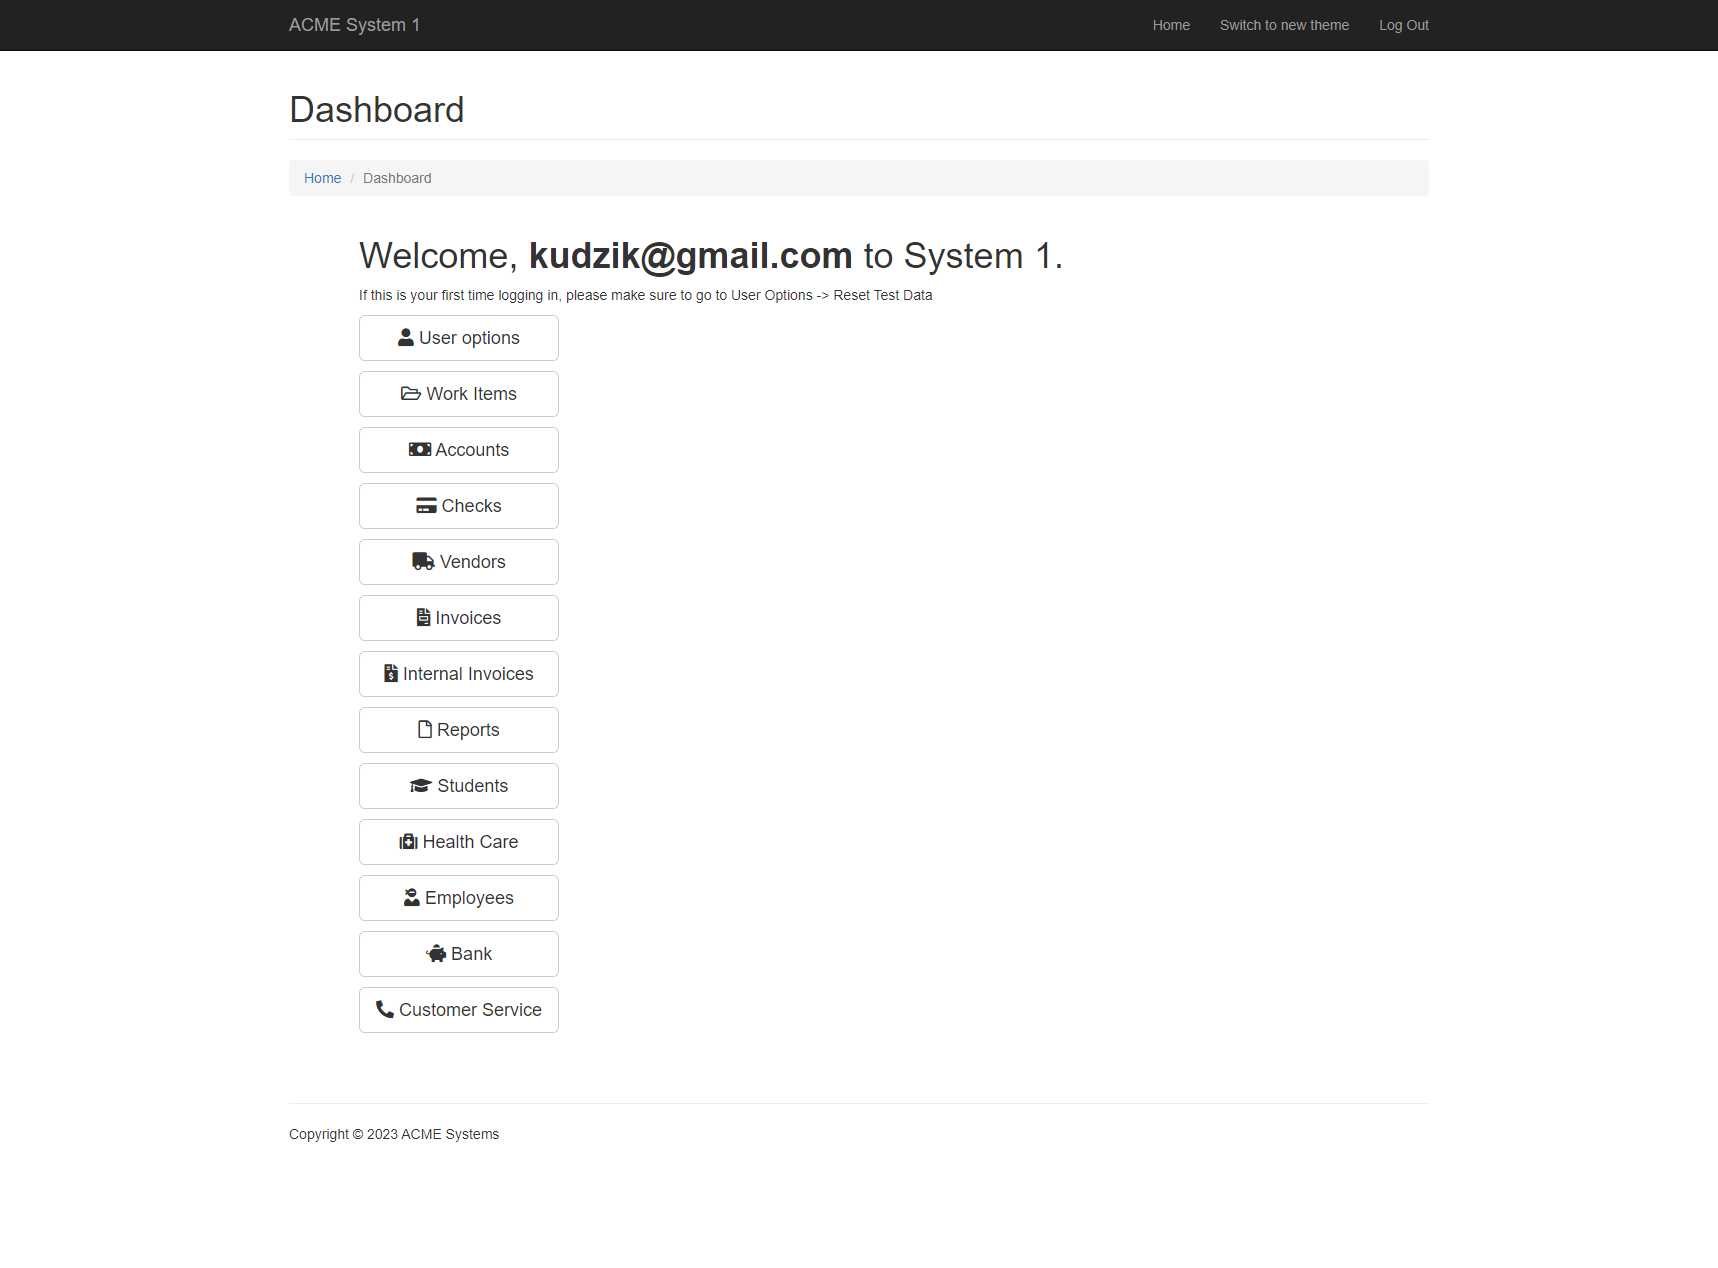 ACME System 1 Home Switch to new theme Log Out
Dashboard
Home / Dashboard
Welcome, kudzik@gmail.com to System 1.
If this is your first time logging in, please make sure to go to User Options -> Reset Test Data
User options
Work Items
Accounts
Checks
Vendors
Invoices
Internal Invoices
Reports
Students
Health Care
Employees
Bank
Customer Service
Copyright © 2023 ACME Systems